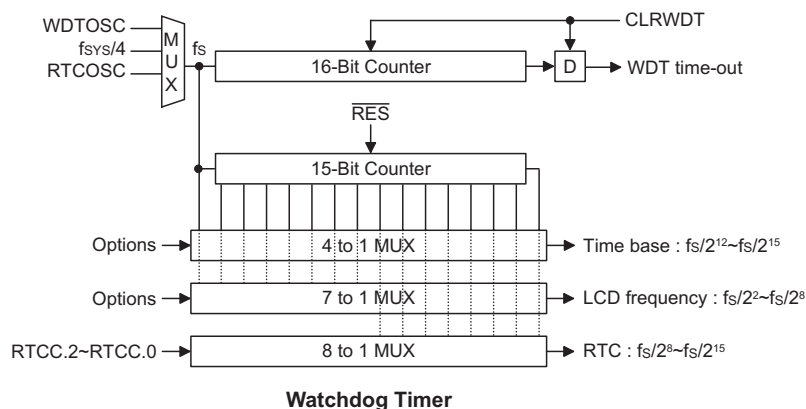 WDTOSC
fSYS/4
RTCOSC
MUX
fS
CLRWDT
16-Bit Counter
D
WDT time-out
RES
15-Bit Counter
Options
4 to 1 MUX
Time base : fS/2¹²~fS/2¹⁵
Options
7 to 1 MUX
LCD frequency : fS/2²~fS/2⁸
RTCC.2~RTCC.0
8 to 1 MUX
RTC : fS/2⁸~fS/2¹⁵
Watchdog Timer